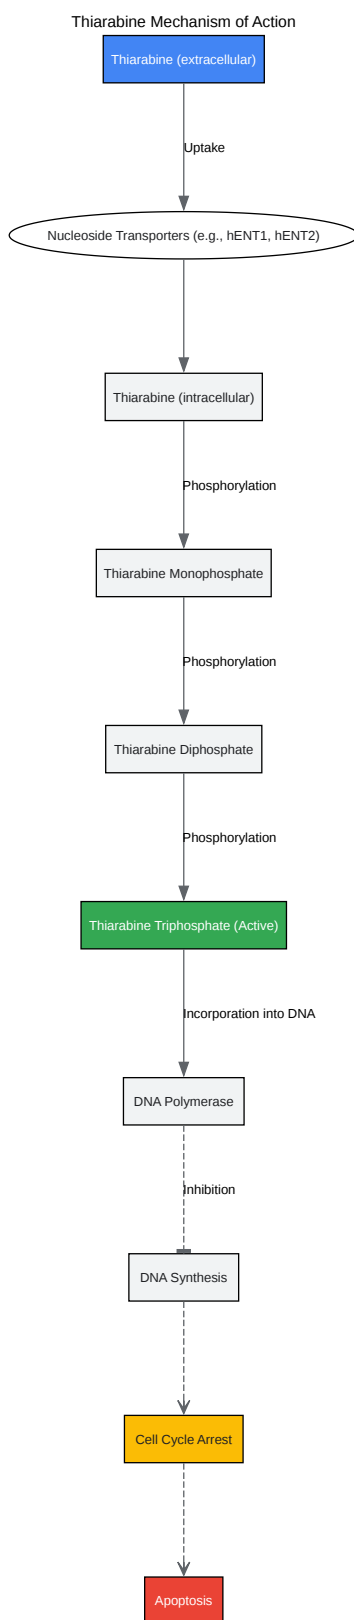 Thiarabine Mechanism of Action
Thiarabine (extracellular)
Uptake
Nucleoside Transporters (e.g., hENT1, hENT2)
Thiarabine (intracellular)
Phosphorylation
Thiarabine Monophosphate
Phosphorylation
Thiarabine Diphosphate
Phosphorylation
Thiarabine Triphosphate (Active)
Incorporation into DNA
DNA Polymerase
Inhibition
DNA Synthesis
Cell Cycle Arrest
Apoptosis